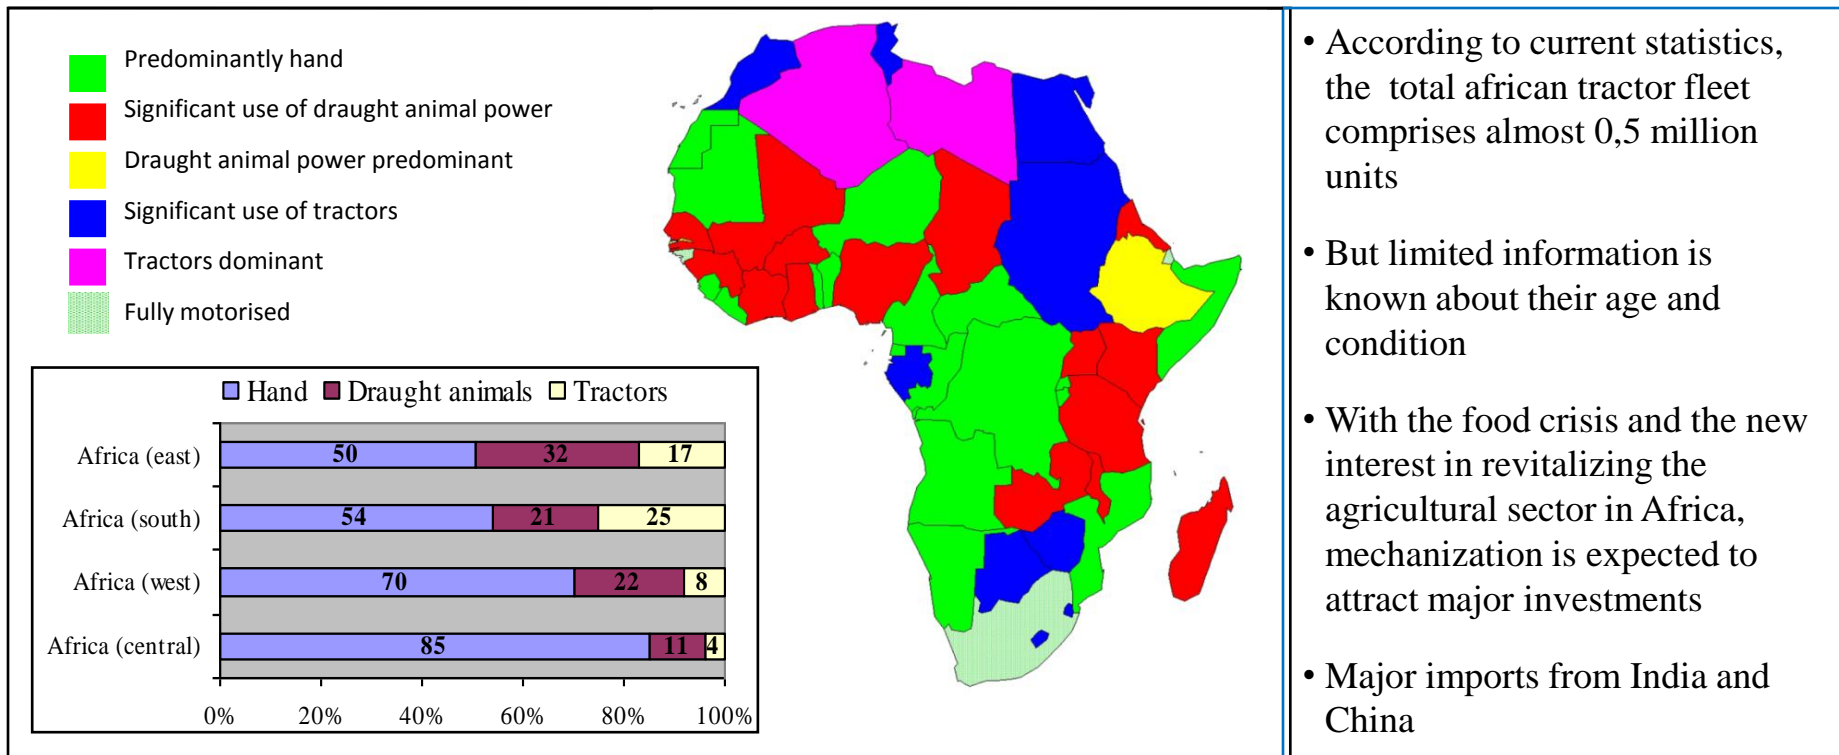 Predominantly hand
Significant use of draught animal power
Draught animal power predominant
Significant use of tractors
Tractors dominant
Fully motorised
Hand Draught animals Tractors
Africa (east) 50 32 17
Africa (south) 54 21 25
Africa (west) 70 22 8
Africa (central) 85 11 4
0% 20% 40% 60% 80% 100%
• According to current statistics,
the total african tractor fleet
comprises almost 0,5 million
units
• But limited information is
known about their age and
condition
• With the food crisis and the new
interest in revitalizing the
agricultural sector in Africa,
mechanization is expected to
attract major investments
• Major imports from India and
China